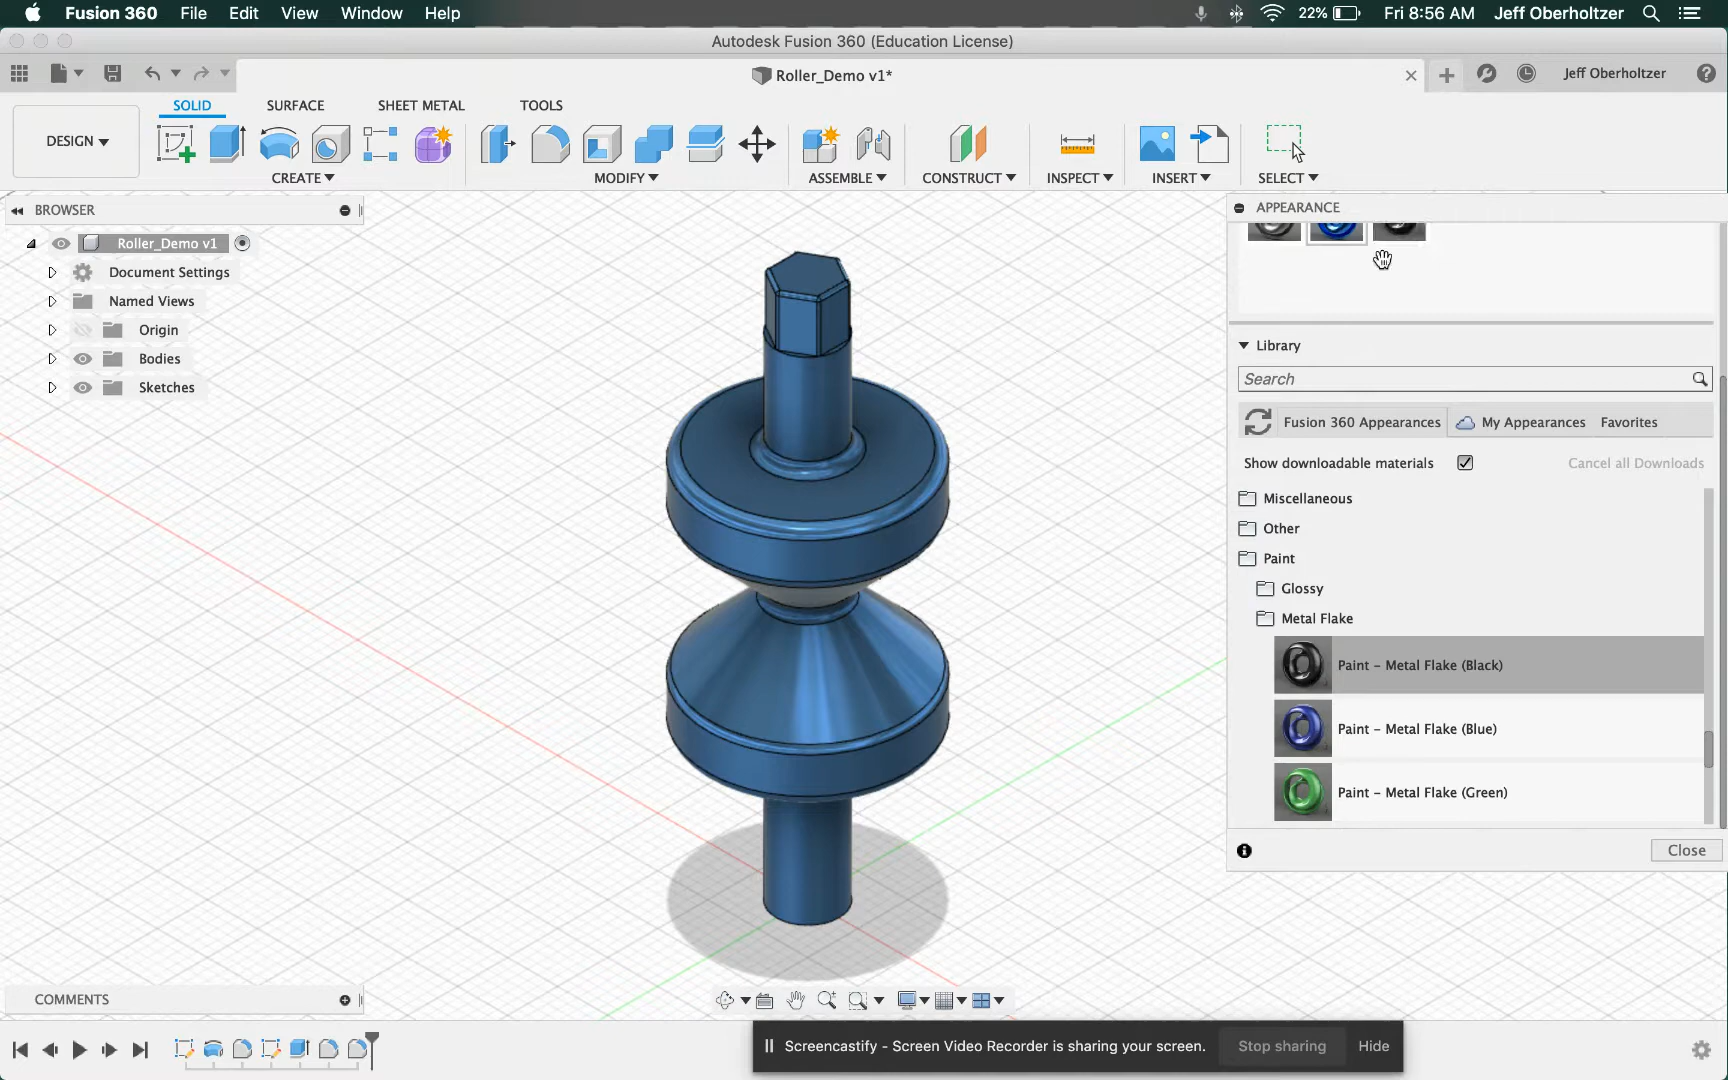 Fusion 360 File Edit View Window Help 22% Fri 8:56 AM Jeff Oberholtzer
Autodesk Fusion 360 (Education License)
Roller_Demo v1* Jeff Oberholtzer
SOLID SURFACE SHEET METAL TOOLS
DESIGN ▾
CREATE ▾ MODIFY ▾ ASSEMBLE ▾ CONSTRUCT ▾ INSPECT ▾ INSERT ▾ SELECT ▾
BROWSER
Roller_Demo v1
Document Settings
Named Views
Origin
Bodies
Sketches
APPEARANCE
Library
Search
Fusion 360 Appearances My Appearances Favorites
Show downloadable materials Cancel all Downloads
Miscellaneous
Other
Paint
Glossy
Metal Flake
Paint - Metal Flake (Black)
Paint - Metal Flake (Blue)
Paint - Metal Flake (Green)
Close
COMMENTS
Screencastify - Screen Video Recorder is sharing your screen. Stop sharing Hide